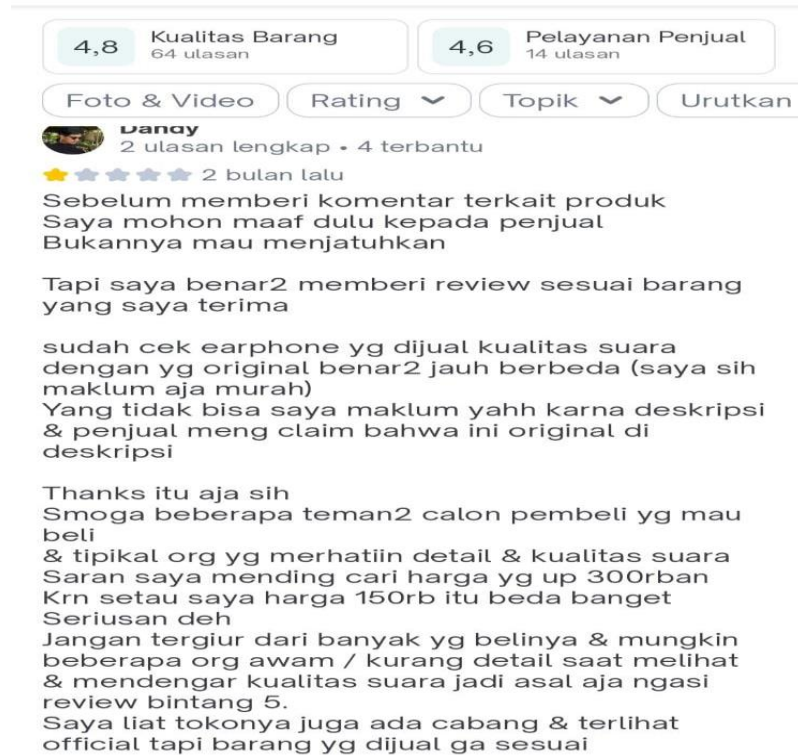 4,8
Kualitas Barang
64 ulasan
4,6
Pelayanan Penjual
14 ulasan
Foto & Video
Rating
Topik
Urutkan
Dandy
2 ulasan lengkap • 4 terbantu
2 bulan lalu
Sebelum memberi komentar terkait produk
Saya mohon maaf dulu kepada penjual
Bukannya mau menjatuhkan
Tapi saya benar2 memberi review sesuai barang
yang saya terima
sudah cek earphone yg dijual kualitas suara
dengan yg original benar2 jauh berbeda (saya sih
maklum aja murah)
Yang tidak bisa saya maklum yahh karna deskripsi
& penjual meng claim bahwa ini original di
deskripsi
Thanks itu aja sih
Smoga beberapa teman2 calon pembeli yg mau
beli
& tipikal org yg merhatiin detail & kualitas suara
Saran saya mending cari harga yg up 300rban
Krn setau saya harga 150rb itu beda banget
Seriusan deh
Jangan tergiur dari banyak yg belinya & mungkin
beberapa org awam / kurang detail saat melihat
& mendengar kualitas suara jadi asal aja ngasi
review bintang 5.
Saya liat tokonya juga ada cabang & terlihat
official tapi barang yg dijual ga sesuai